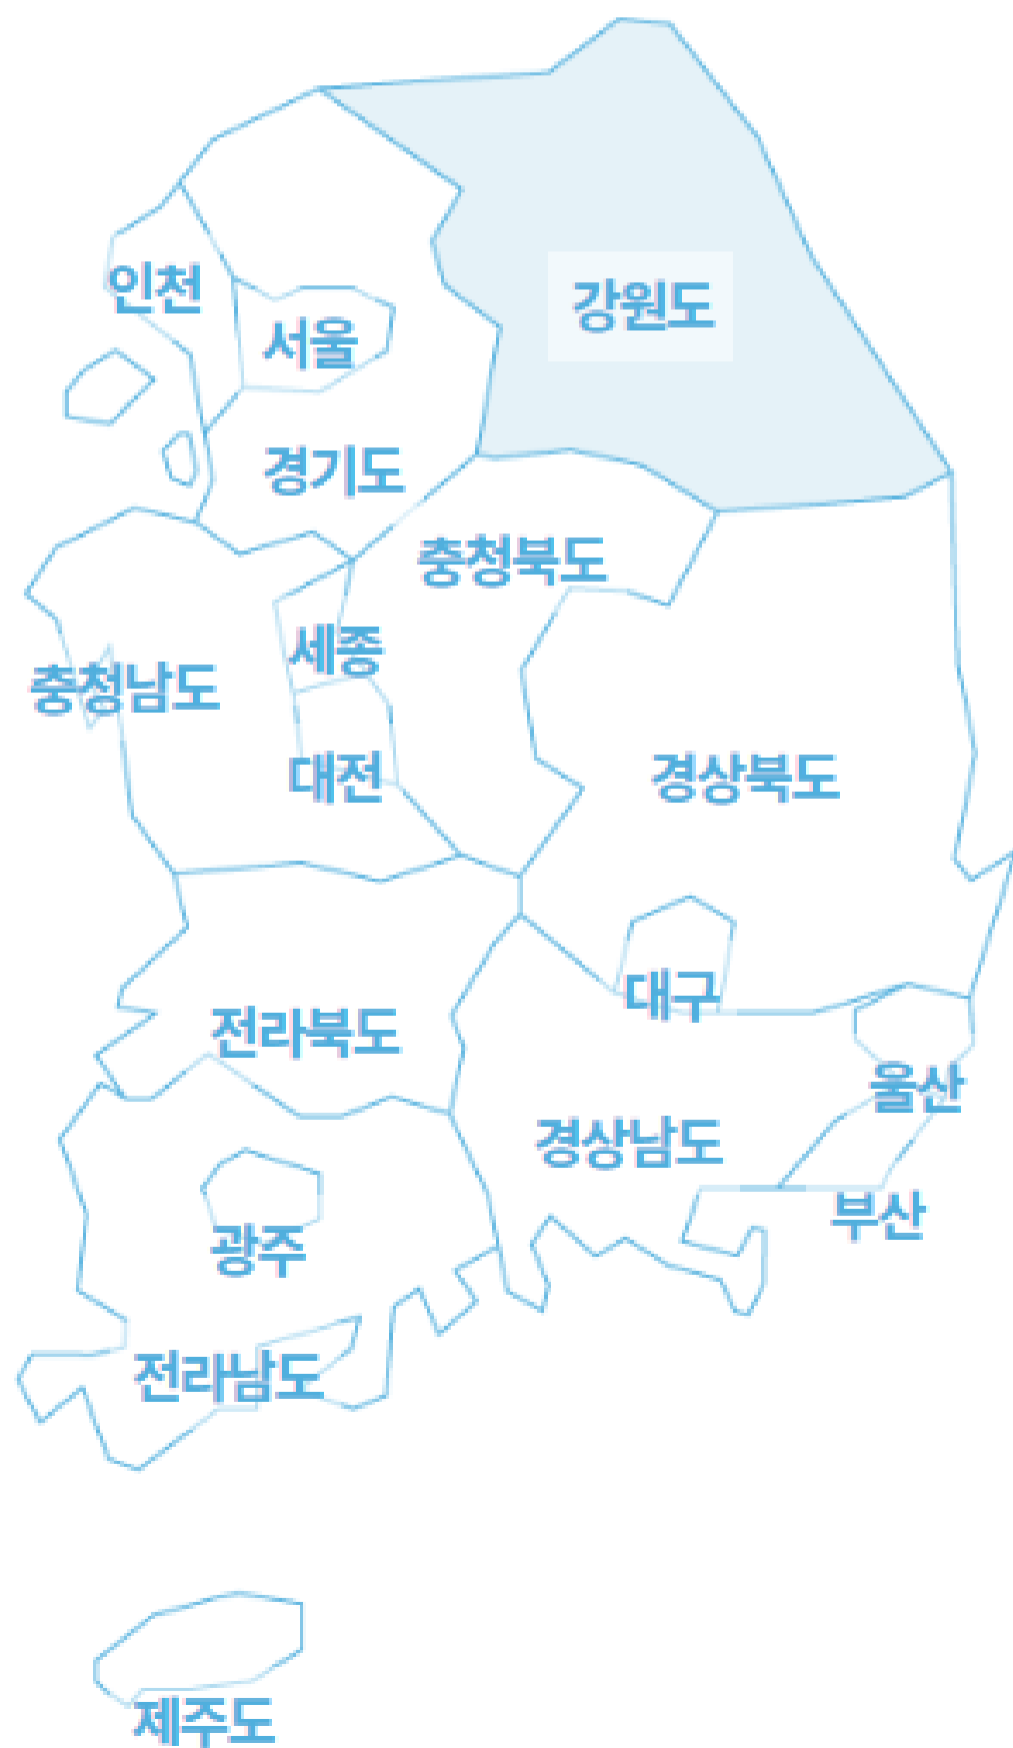 인천
강원도
서울
경기도
충청북도
세종
충청남도
대전
경상북도
대구
전라북도
울산
경상남도
부산
광주
전라남도
제주도